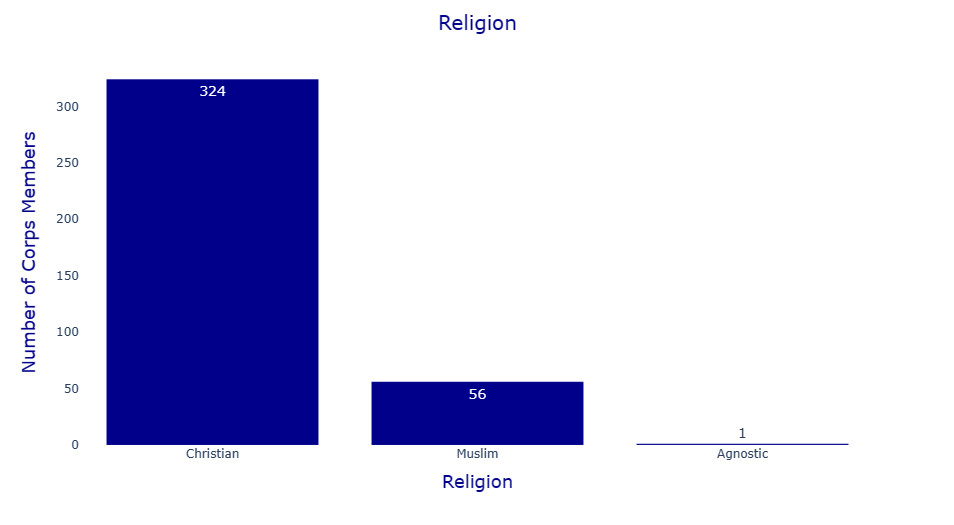 Religion
324
300
250
200
150
100
50
0
56
1
Number of Corps Members
Christian
Muslim
Agnostic
Religion